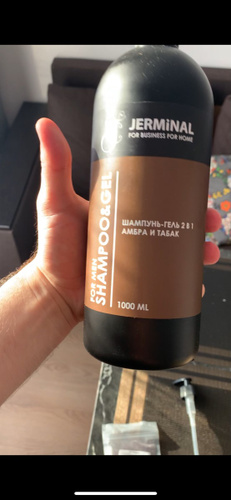 JERMiNAL
FOR BUSINESS FOR HOME
FOR MEN
SHAMPOO&GEL
ШАМПУНЬ-ГЕЛЬ 2 В 1
АМБРА И ТАБАК
1000 ML